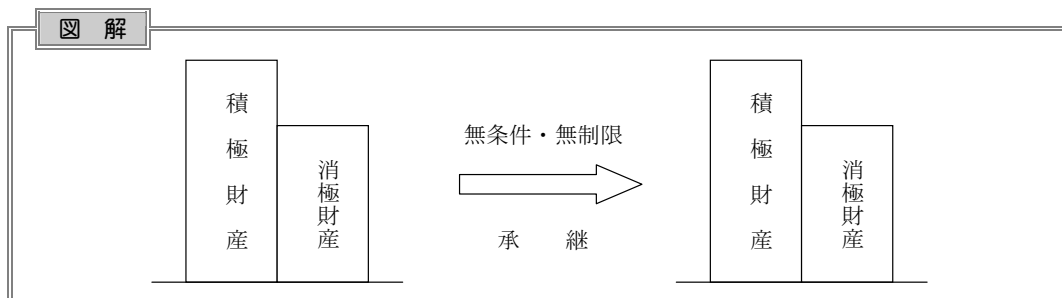 図 解
積極財産
消極財産
無条件・無制限
承 継
積極財産
消極財産